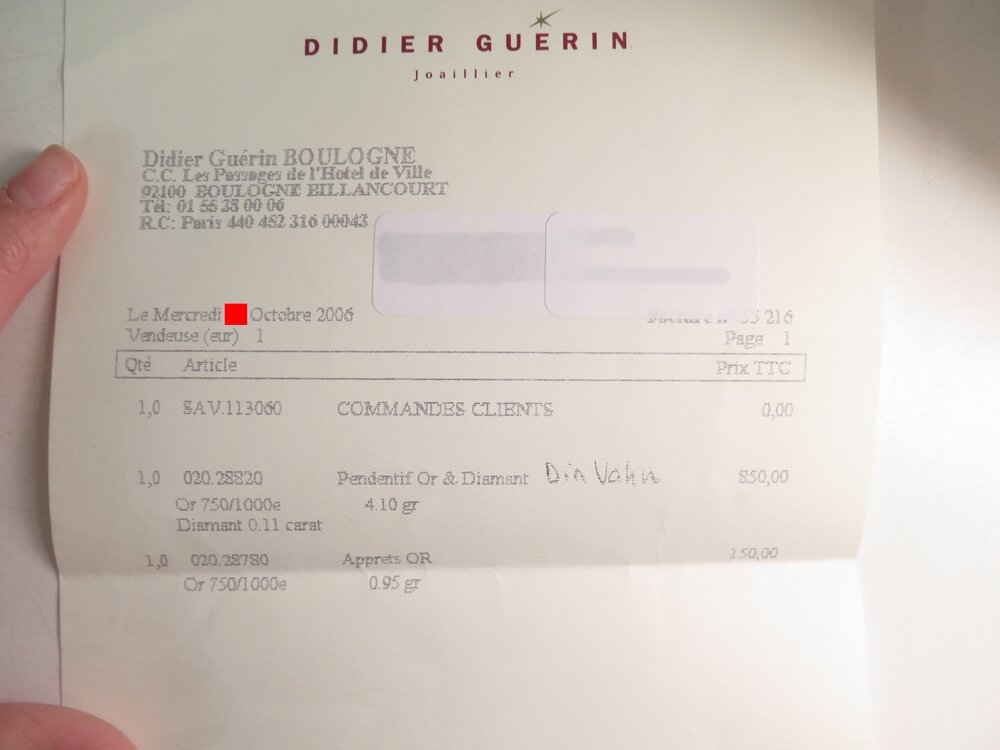 DIDIER GUERIN
Joaillier
Didier Guérin BOULOGNE
C.C. Les Passages de l'Hotel de Ville
92100 BOULOGNE BILLANCOURT
Tél: 01 55 38 00 06
R.C: Paris 440 452 316 00043
Le Mercredi Octobre 2006 216
Vendeuse (eur) 1 Page 1
Qté Article Prix TTC
1,0 SAV.113060 COMMANDES CLIENTS 0,00
1,0 020.28820 Pendentif Or & Diamant Din Vahn 850,00
Or 750/1000e 4.10 gr
Diamant 0.11 carat
1,0 020.28780 Apprets OR 150,00
Or 750/1000e 0.95 gr